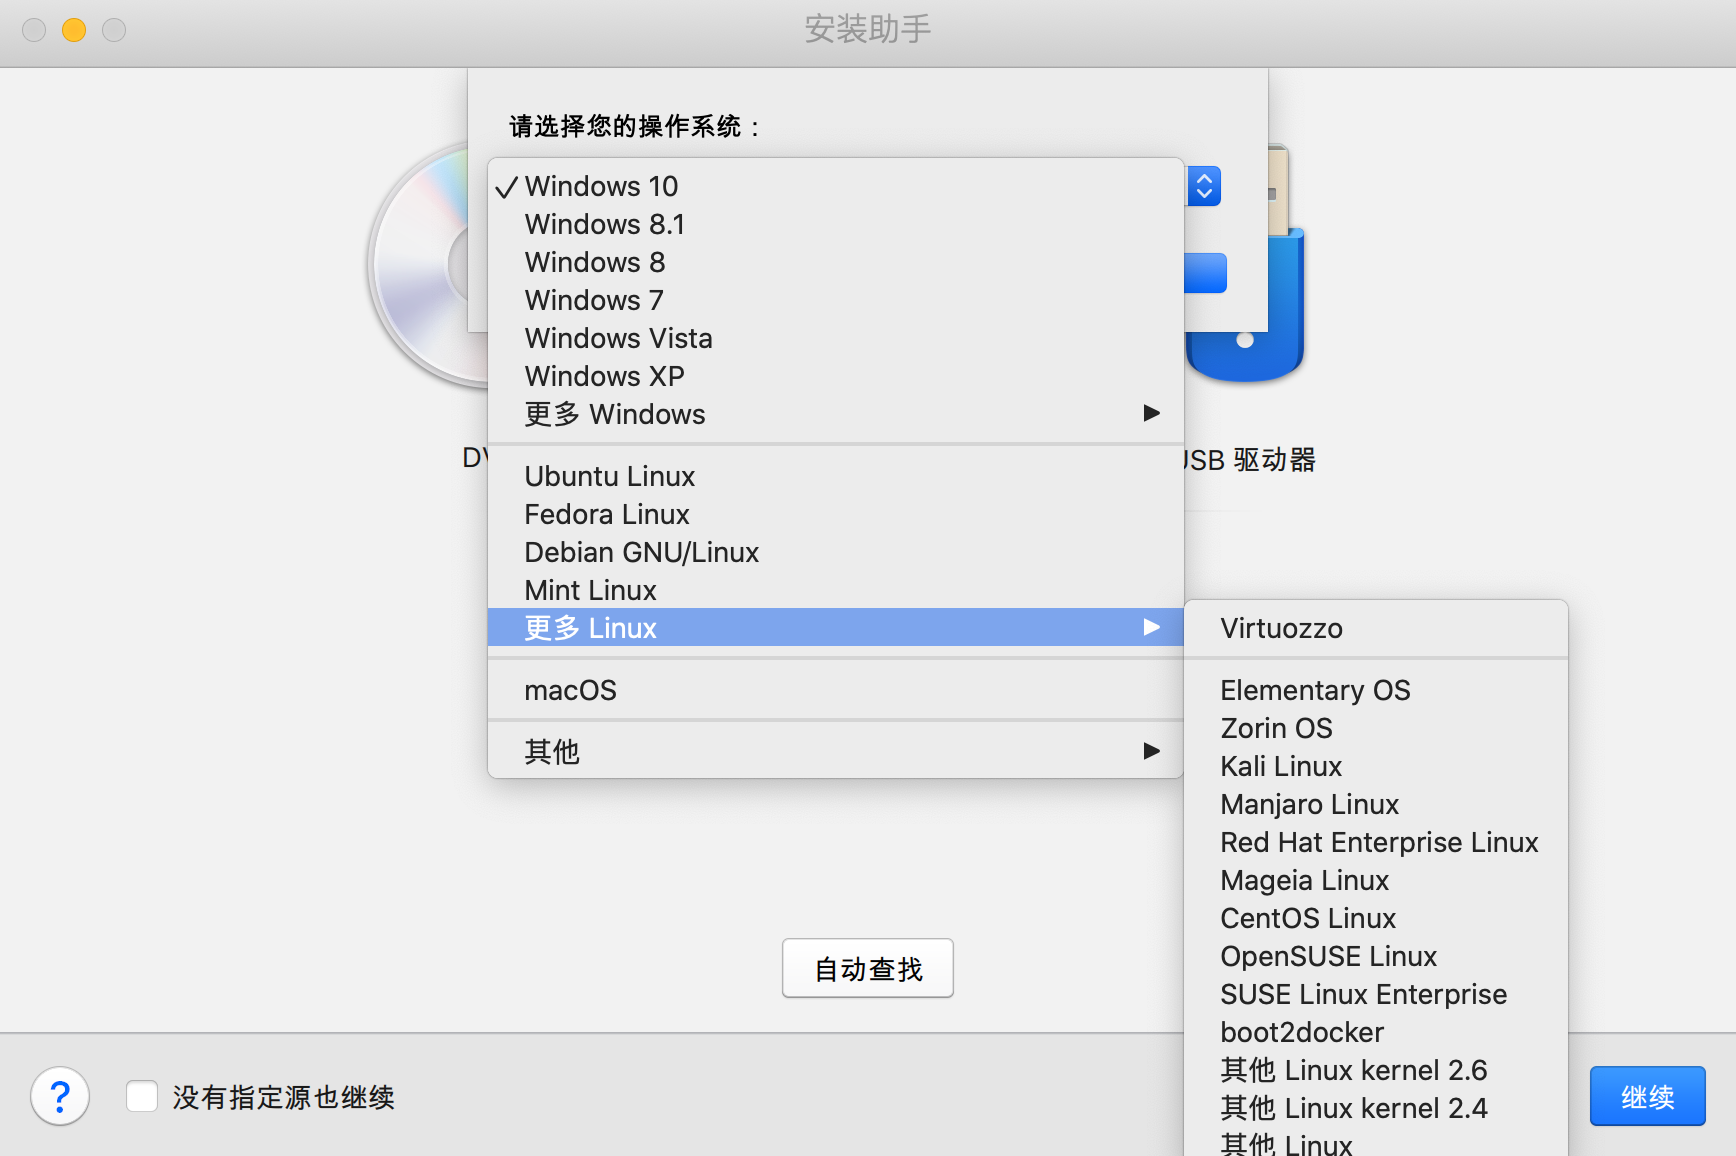 安装助手
请选择您的操作系统：
Windows 10
Windows 8.1
Windows 8
Windows 7
Windows Vista
Windows XP
更多 Windows
Ubuntu Linux
Fedora Linux
Debian GNU/Linux
Mint Linux
更多 Linux
macOS
其他
Virtuozzo
Elementary OS
Zorin OS
Kali Linux
Manjaro Linux
Red Hat Enterprise Linux
Mageia Linux
CentOS Linux
OpenSUSE Linux
SUSE Linux Enterprise
boot2docker
其他 Linux kernel 2.6
其他 Linux kernel 2.4
其他 Linux
USB 驱动器
自动查找
?
没有指定源也继续
继续